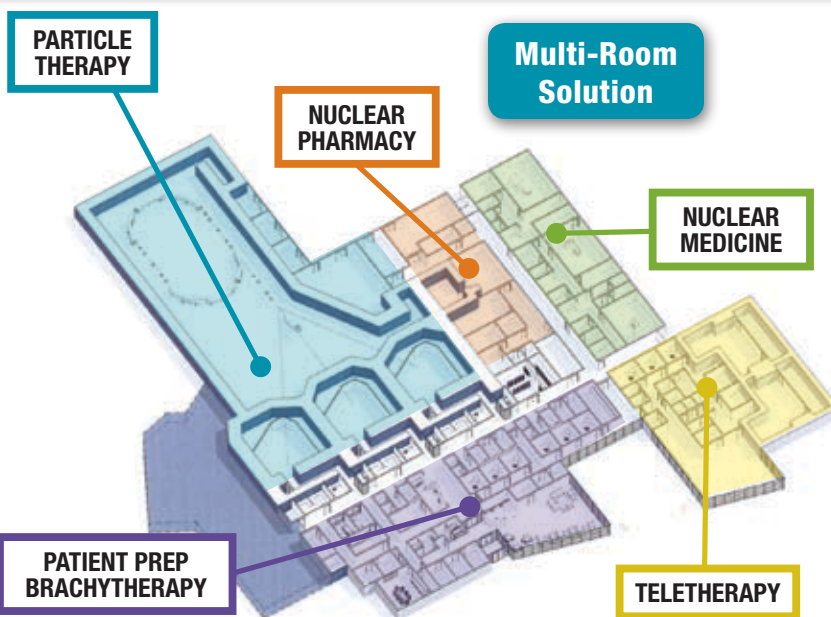 PARTICLE
THERAPY
Multi-Room
Solution
NUCLEAR
PHARMACY
NUCLEAR
MEDICINE
PATIENT PREP
BRACHYTHERAPY
TELETHERAPY